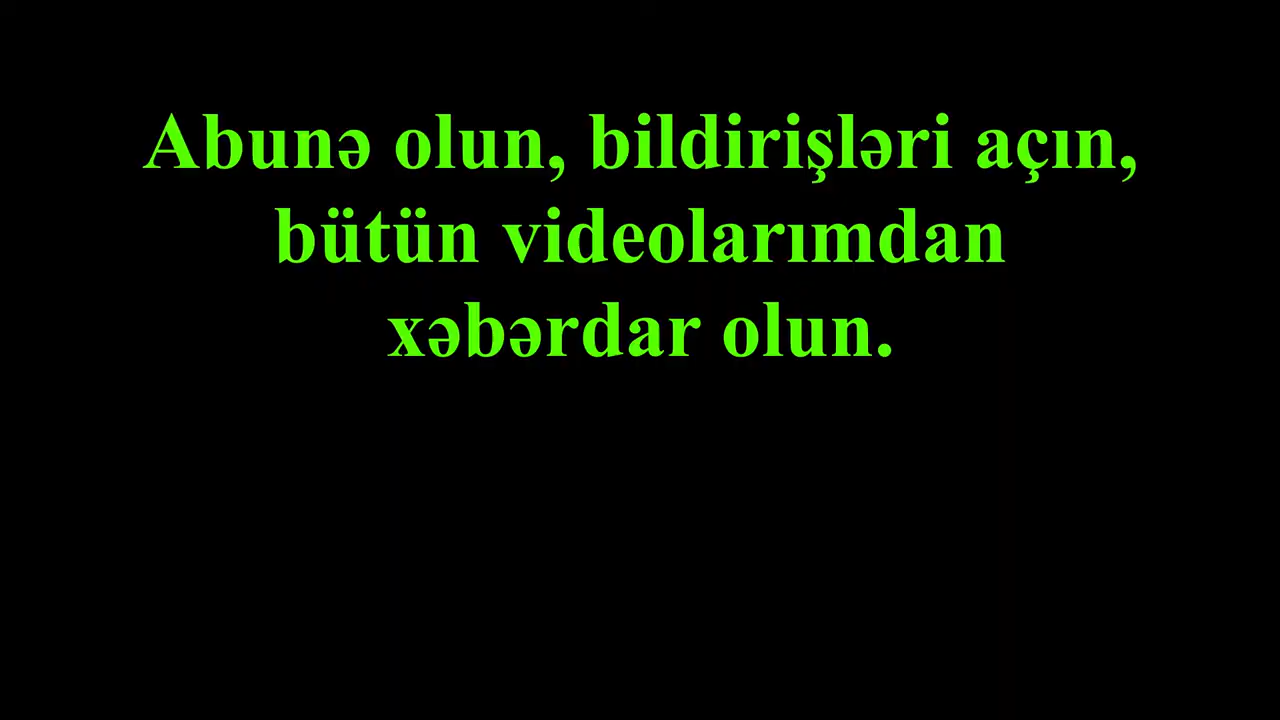 Abunə olun, bildirişləri açın,
bütün videolarımdan
xəbərdar olun.